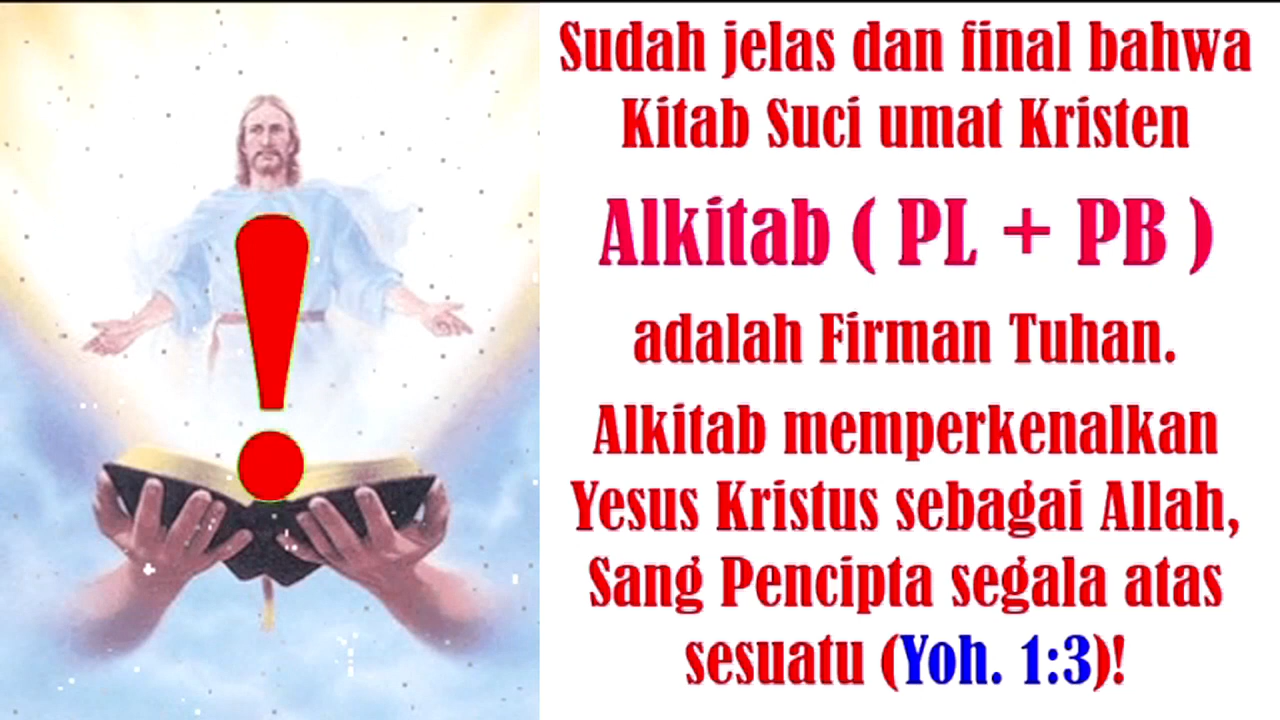 Sudah jelas dan final bahwa
Kitab Suci umat Kristen
Alkitab ( PL + PB )
adalah Firman Tuhan.
Alkitab memperkenalkan
Yesus Kristus sebagai Allah,
Sang Pencipta segala atas
sesuatu (Yoh. 1:3)!